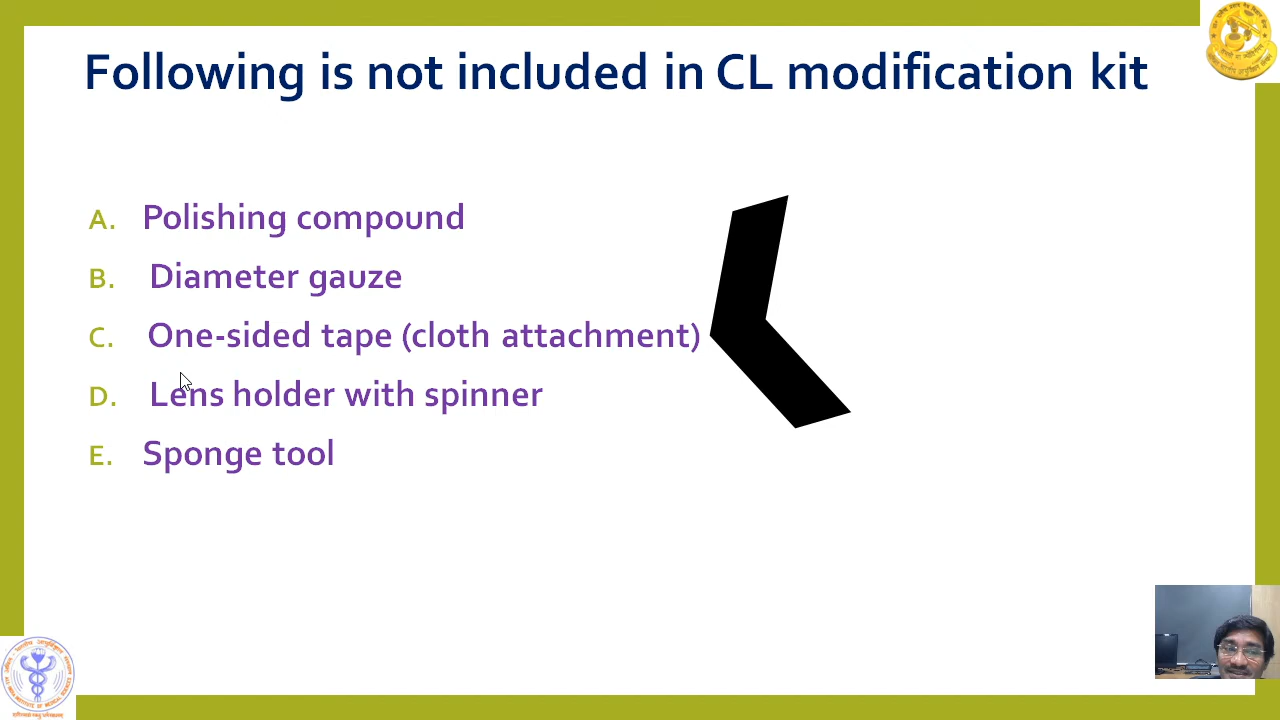 Following is not included in CL modification kit
A. Polishing compound
B. Diameter gauze
C. One-sided tape (cloth attachment)
D. Lens holder with spinner
E. Sponge tool